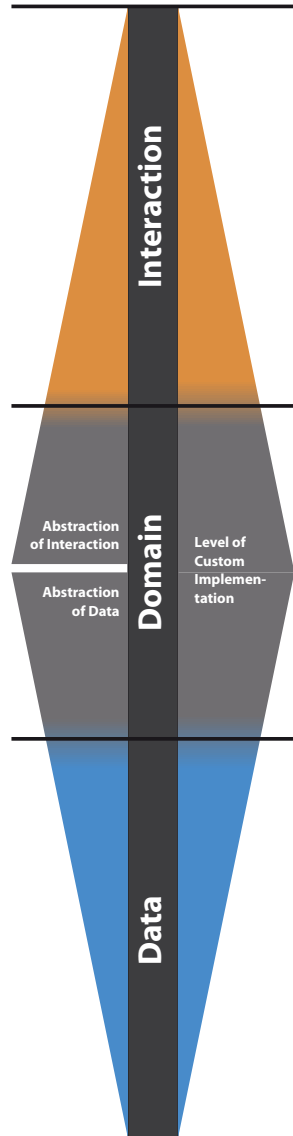 Interaction
Abstraction
of Interaction
Abstraction
of Data
Domain
Level of
Custom
Implemen-
tation
Data